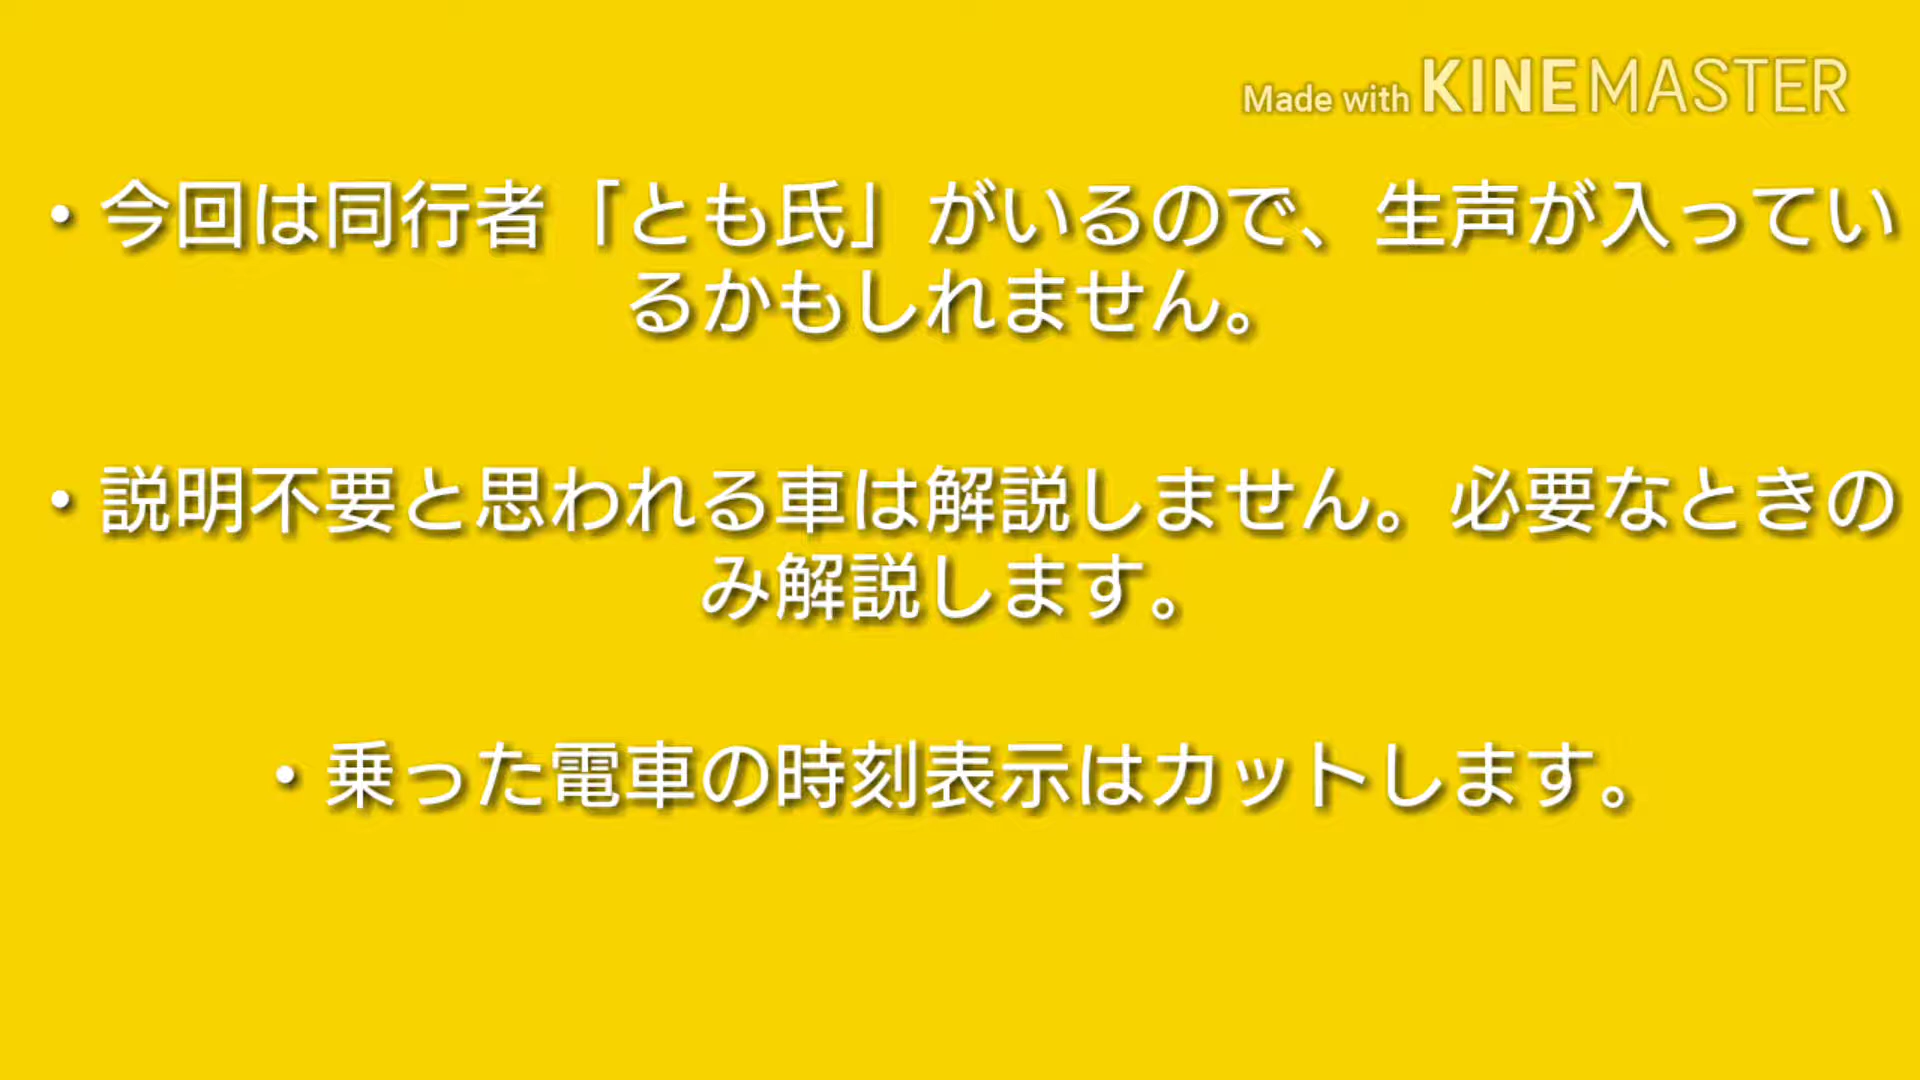 Made with KINEMASTER
・今回は同行者「とも氏」がいるので、生声が入ってい
るかもしれません。
・説明不要と思われる車は解説しません。必要なときの
み解説します。
・乗った電車の時刻表示はカットします。